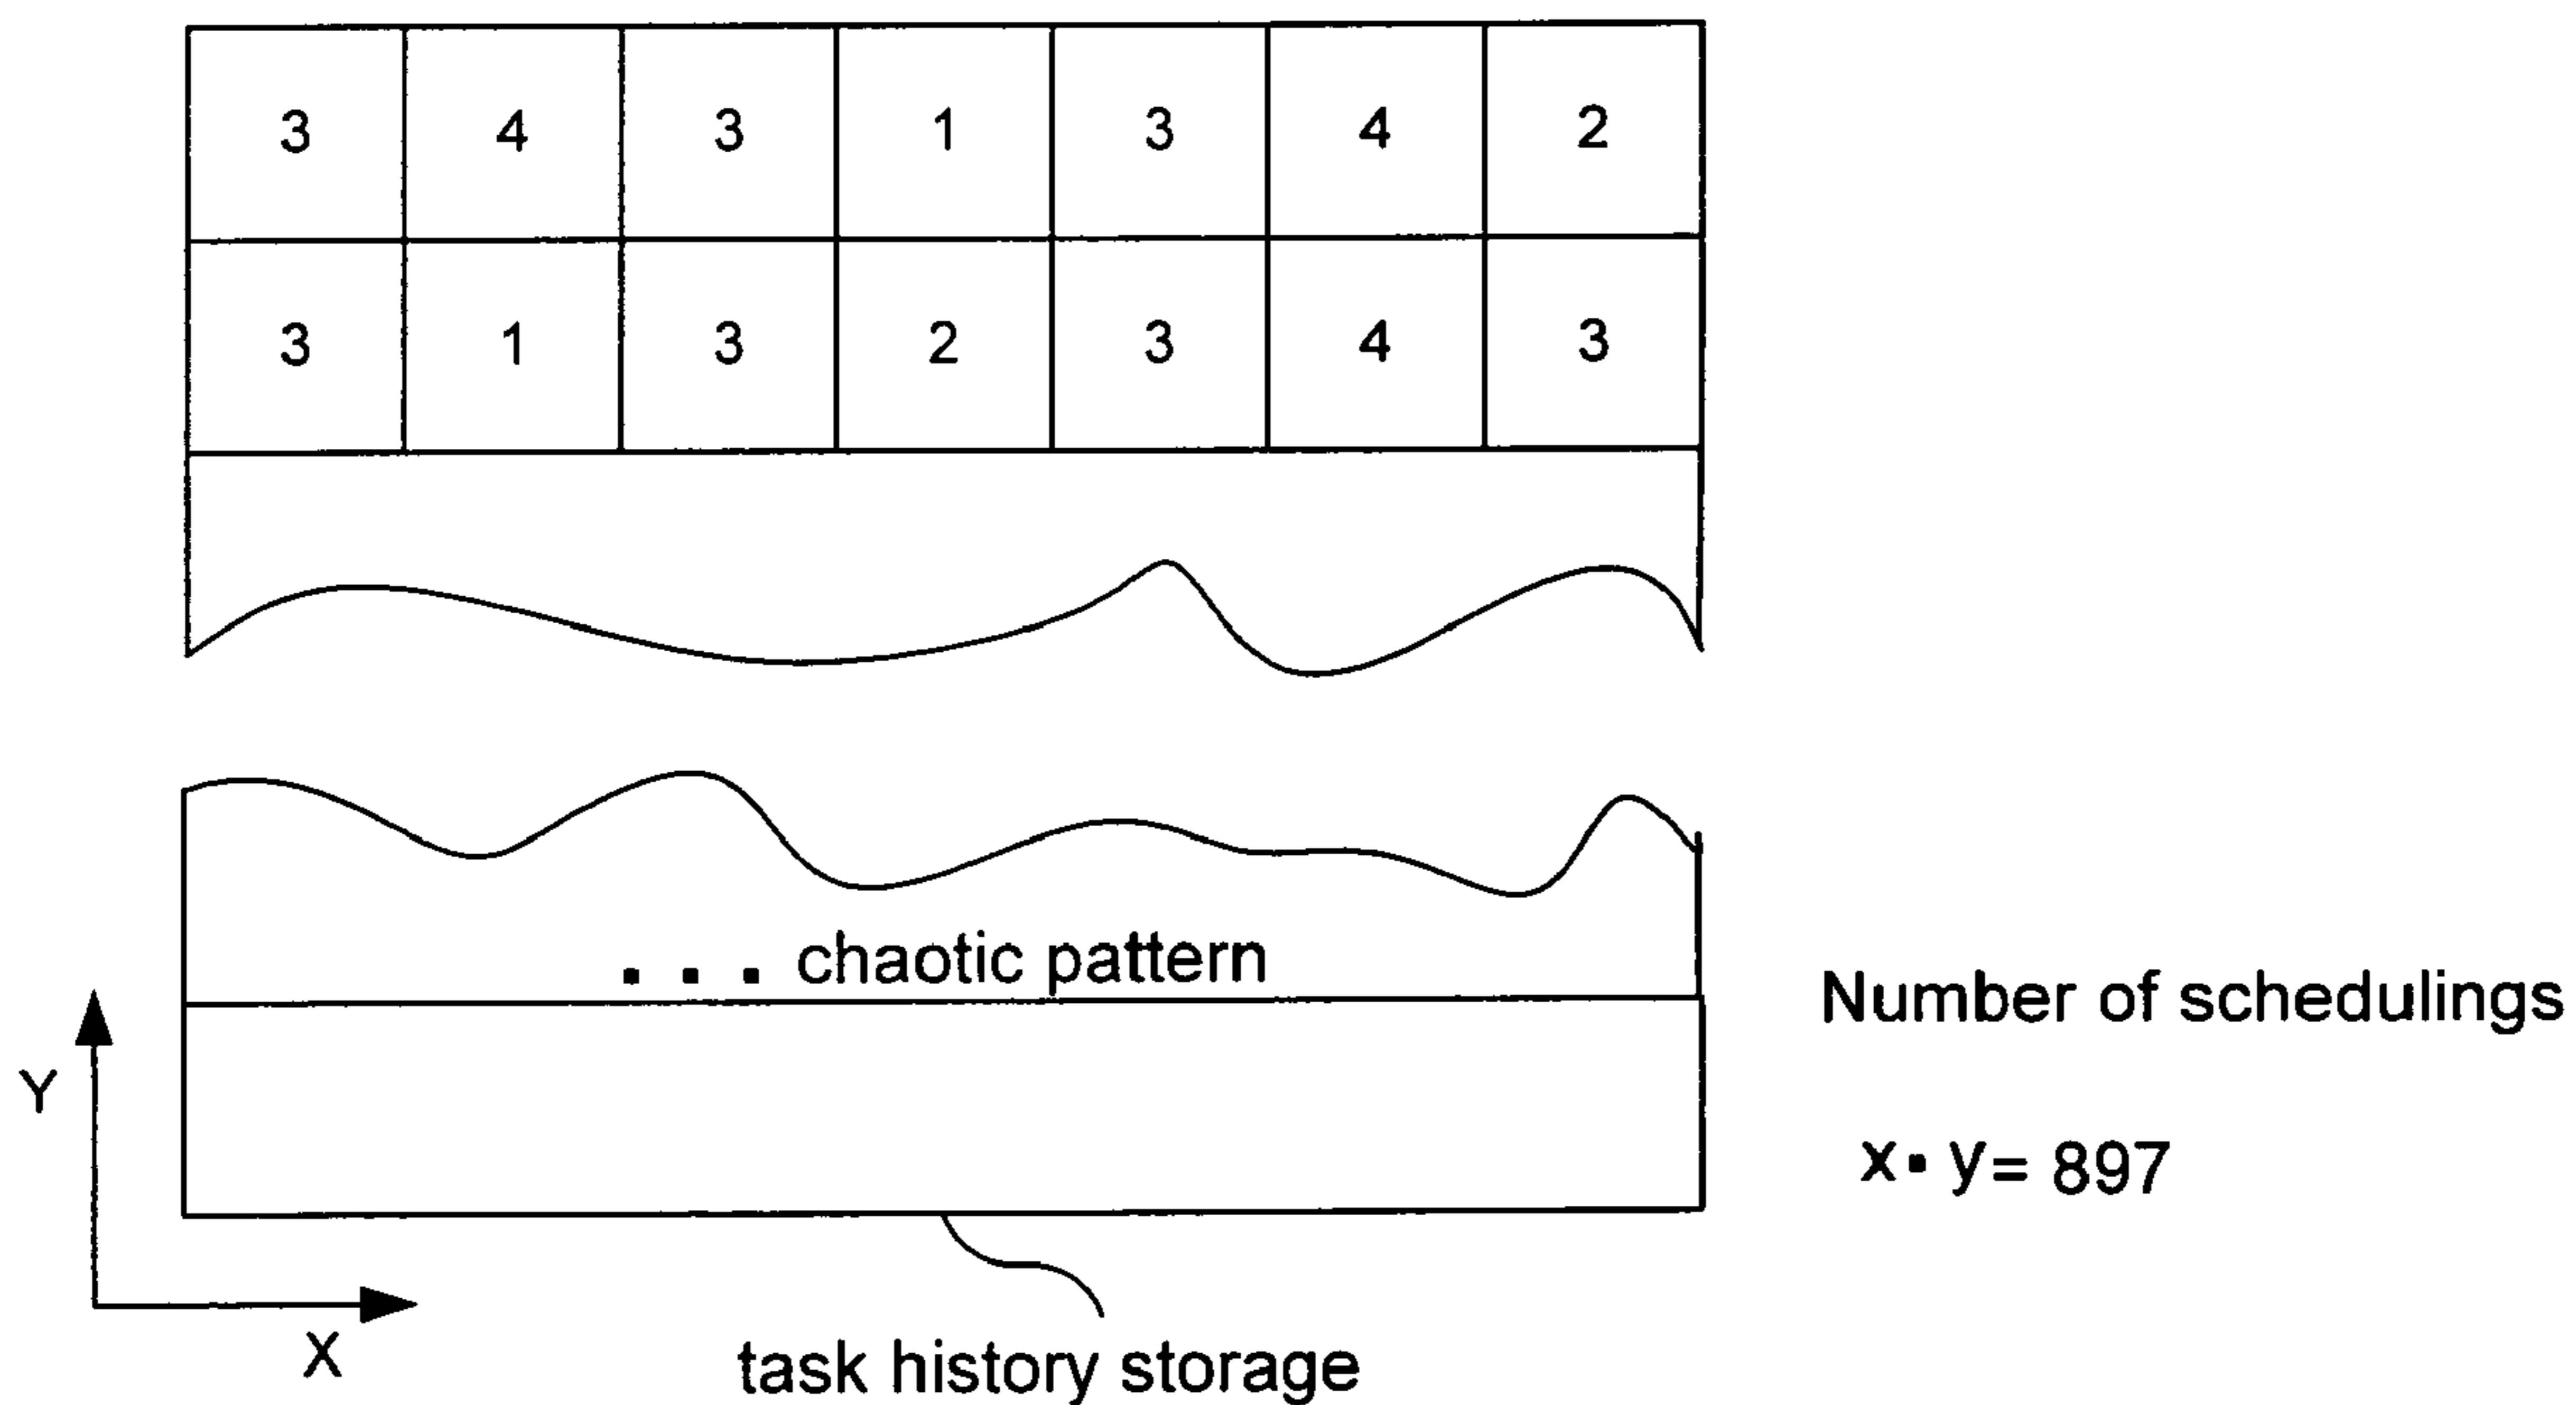 3 4 3 1 3 4 2
3 1 3 2 3 4 3
... chaotic pattern
Number of schedulings
Y
x▪ y= 897
X
task history storage